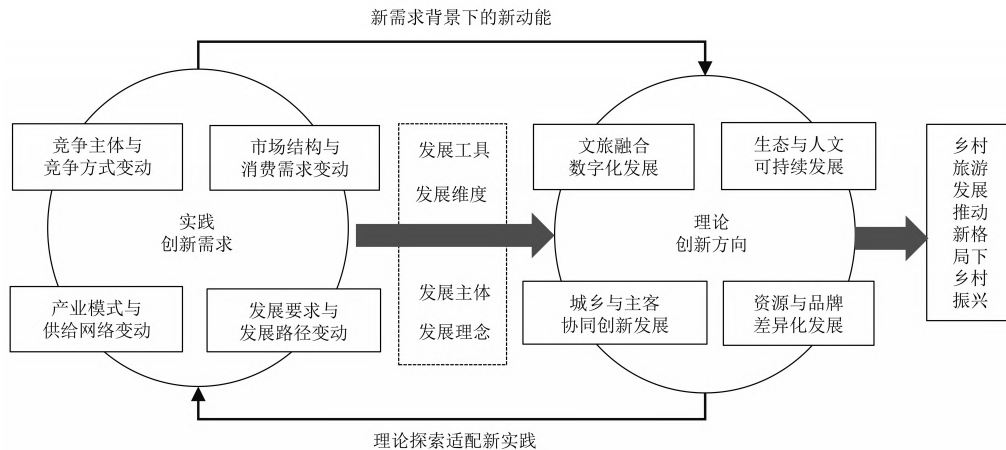 新需求背景下的新动能
竞争主体与
竞争方式变动
市场结构与
消费需求变动
实践
创新需求
产业模式与
供给网络变动
发展要求与
发展路径变动
发展工具
发展维度
发展主体
发展理念
文旅融合
数字化发展
生态与人文
可持续发展
理论
创新方向
城乡与主客
协同创新发展
资源与品牌
差异化发展
乡村
旅游
发展
推动
新格
局下
乡村
振兴
理论探索适配新实践